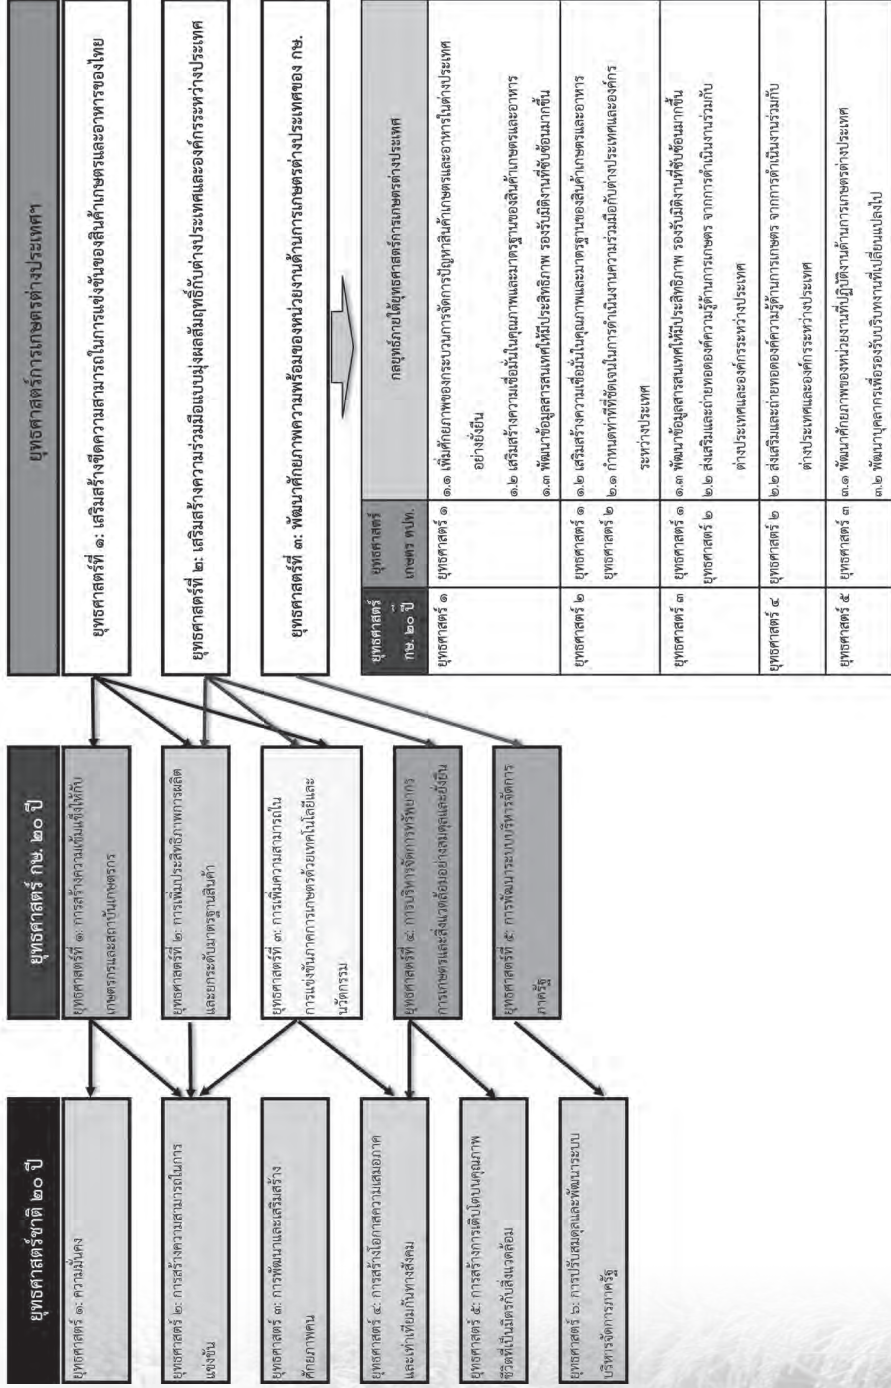 ยุทธศาสตร์ชาติ ๒๐ ปี
ยุทธศาสตร์ ๑: ความมั่นคง
ยุทธศาสตร์ ๒: การสร้างความสามารถในการ
แข่งขัน
ยุทธศาสตร์ ๓: การพัฒนาและเสริมสร้าง
ศักยภาพคน
ยุทธศาสตร์ ๔: การสร้างโอกาสความเสมอภาค
และเท่าเทียมกันทางสังคม
ยุทธศาสตร์ ๕: การสร้างการเติบโตบนคุณภาพ
ชีวิตที่เป็นมิตรกับสิ่งแวดล้อม
ยุทธศาสตร์ ๖: การปรับสมดุลและพัฒนาระบบ
บริหารจัดการภาครัฐ
ยุทธศาสตร์ กษ. ๒๐ ปี
ยุทธศาสตร์ที่ ๑: การสร้างความเข้มแข็งให้กับ
เกษตรกรและสถาบันเกษตรกร
ยุทธศาสตร์ที่ ๒: การเพิ่มประสิทธิภาพการผลิต
และยกระดับมาตรฐานสินค้า
ยุทธศาสตร์ที่ ๓: การเพิ่มความสามารถใน
การแข่งขันภาคการเกษตรด้วยเทคโนโลยีและ
นวัตกรรม
ยุทธศาสตร์ที่ ๔: การบริหารจัดการทรัพยากร
การเกษตรและสิ่งแวดล้อมอย่างสมดุลและยั่งยืน
ยุทธศาสตร์ที่ ๕: การพัฒนาระบบบริหารจัดการ
ภาครัฐ
ยุทธศาสตร์การเกษตรต่างประเทศฯ
ยุทธศาสตร์ที่ ๑: เสริมสร้างขีดความสามารถในการแข่งขันของสินค้าเกษตรและอาหารของไทย
ยุทธศาสตร์ที่ ๒: เสริมสร้างความร่วมมือแบบมุ่งผลสัมฤทธิ์กับต่างประเทศและองค์กรระหว่างประเทศ
ยุทธศาสตร์ที่ ๓: พัฒนาศักยภาพความพร้อมของหน่วยงานด้านการเกษตรต่างประเทศของ กษ.
ยุทธศาสตร์
กษ. ๒๐ ปี
ยุทธศาสตร์
เกษตร ตปท.
กลยุทธ์ภายใต้ยุทธศาสตร์การเกษตรต่างประเทศ
ยุทธศาสตร์ ๑ ยุทธศาสตร์ ๑ ๑.๑ เพิ่มศักยภาพของกระบวนการจัดการปัญหาสินค้าเกษตรและอาหารในต่างประเทศ
อย่างยั่งยืน
๑.๒ เสริมสร้างความเชื่อมั่นในคุณภาพและมาตรฐานของสินค้าเกษตรและอาหาร
๑.๓ พัฒนาข้อมูลสารสนเทศให้มีประสิทธิภาพ รองรับมิติงานที่ซับซ้อนมากขึ้น
ยุทธศาสตร์ ๒ ยุทธศาสตร์ ๑ ๑.๒ เสริมสร้างความเชื่อมั่นในคุณภาพและมาตรฐานของสินค้าเกษตรและอาหาร
ยุทธศาสตร์ ๒ ๒.๑ กำหนดท่าทีที่ชัดเจนในการดำเนินงานความร่วมมือกับต่างประเทศและองค์กร
ระหว่างประเทศ
ยุทธศาสตร์ ๓ ยุทธศาสตร์ ๑ ๑.๓ พัฒนาข้อมูลสารสนเทศให้มีประสิทธิภาพ รองรับมิติงานที่ซับซ้อนมากขึ้น
ยุทธศาสตร์ ๒ ๒.๒ ส่งเสริมและถ่ายทอดองค์ความรู้ด้านการเกษตร จากการดำเนินงานร่วมกับ
ต่างประเทศและองค์กรระหว่างประเทศ
ยุทธศาสตร์ ๔ ยุทธศาสตร์ ๒ ๒.๒ ส่งเสริมและถ่ายทอดองค์ความรู้ด้านการเกษตร จากการดำเนินงานร่วมกับ
ต่างประเทศและองค์กรระหว่างประเทศ
ยุทธศาสตร์ ๕ ยุทธศาสตร์ ๓ ๓.๑ พัฒนาศักยภาพของหน่วยงานที่ปฏิบัติงานด้านการเกษตรต่างประเทศ
๓.๒ พัฒนาบุคลากรเพื่อรองรับบริบทงานที่เปลี่ยนแปลงไป